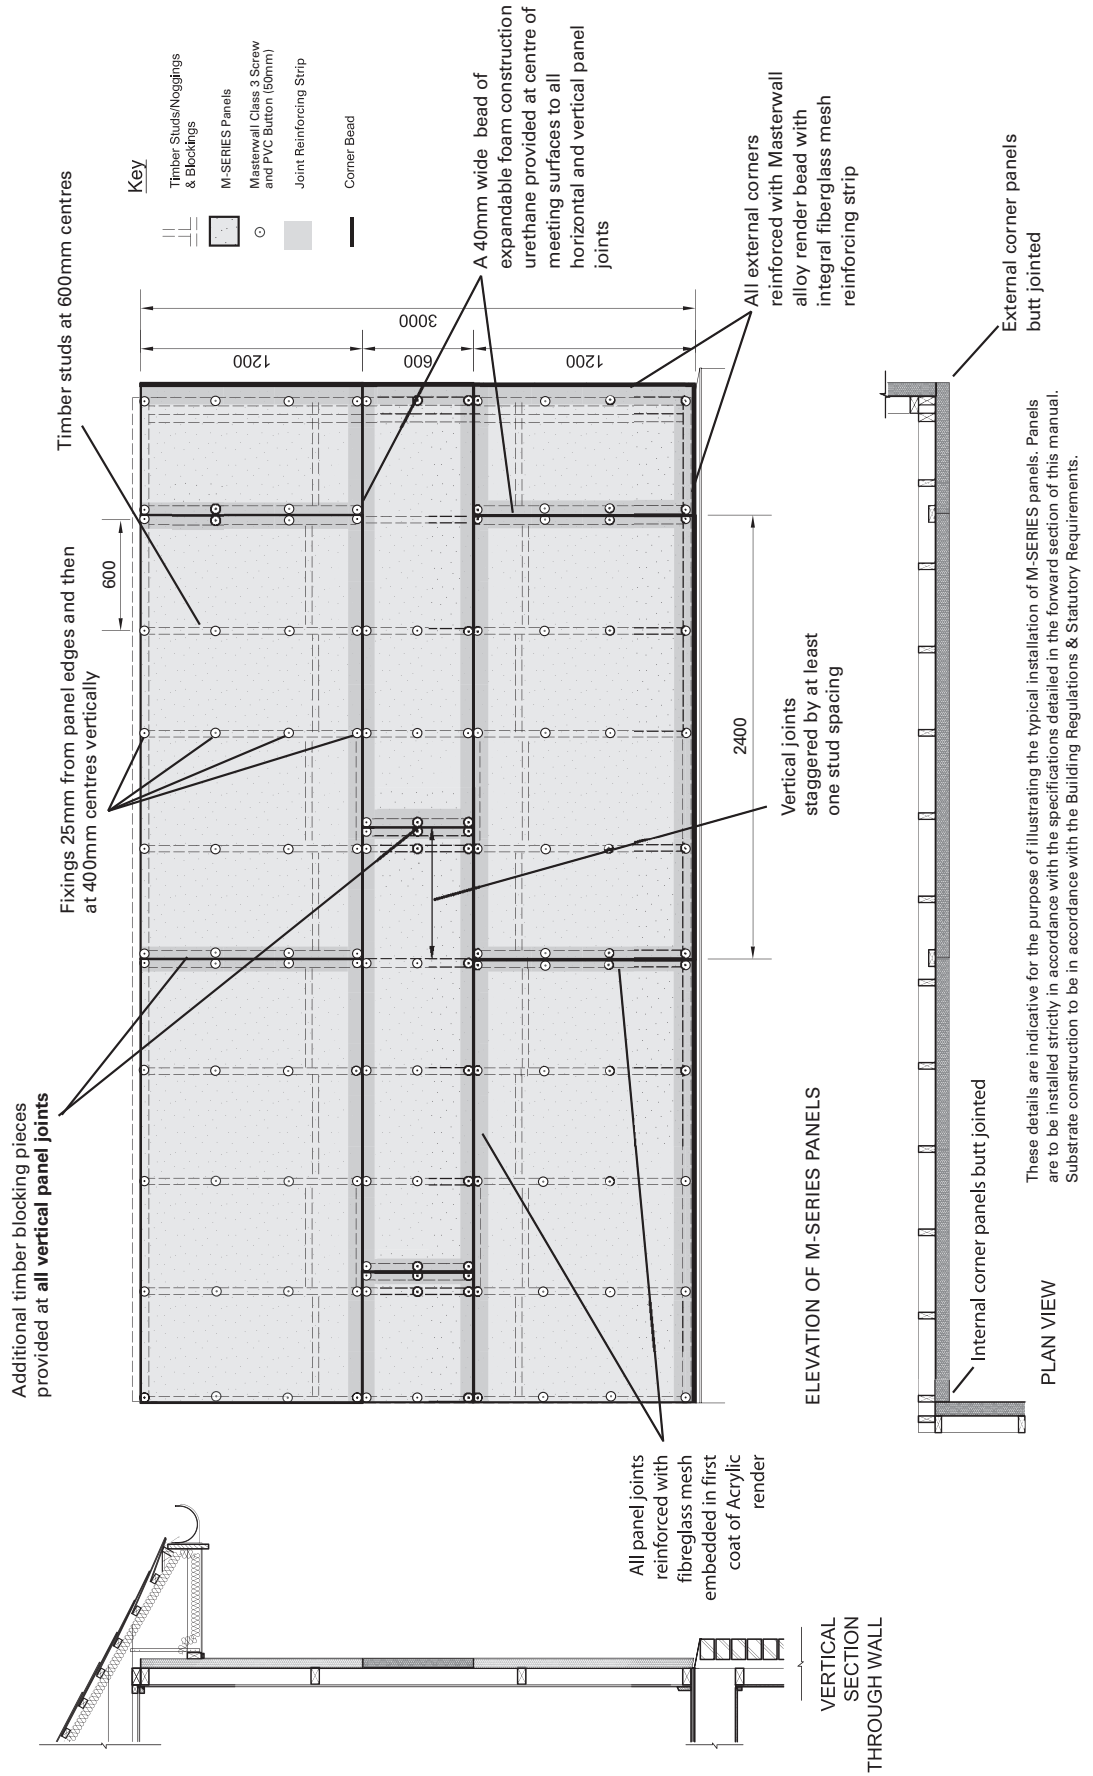 Additional timber blocking pieces
provided at all vertical panel joints
Fixings 25mm from panel edges and then
at 400mm centres vertically
Timber studs at 600mm centres
Key
Timber Studs/Noggings
& Blockings
M-SERIES Panels
Masterwall Class 3 Screw
and PVC Button (50mm)
Joint Reinforcing Strip
Corner Bead
600
1200
600
1200
3000
A 40mm wide bead of
expandable foam construction
urethane provided at centre of
meeting surfaces to all
horizontal and vertical panel
joints
All external corners
reinforced with Masterwall
alloy render bead with
integral fiberglass mesh
reinforcing strip
2400
Vertical joints
staggered by at least
one stud spacing
All panel joints
reinforced with
fibreglass mesh
embedded in first
coat of Acrylic
render
ELEVATION OF M-SERIES PANELS
VERTICAL
SECTION
THROUGH WALL
External corner panels
butt jointed
Internal corner panels butt jointed
PLAN VIEW
These details are indicative for the purpose of illustrating the typical installation of M-SERIES panels. Panels
are to be installed strictly in accordance with the specifications detailed in the forward section of this manual.
Substrate construction to be in accordance with the Building Regulations & Statutory Requirements.